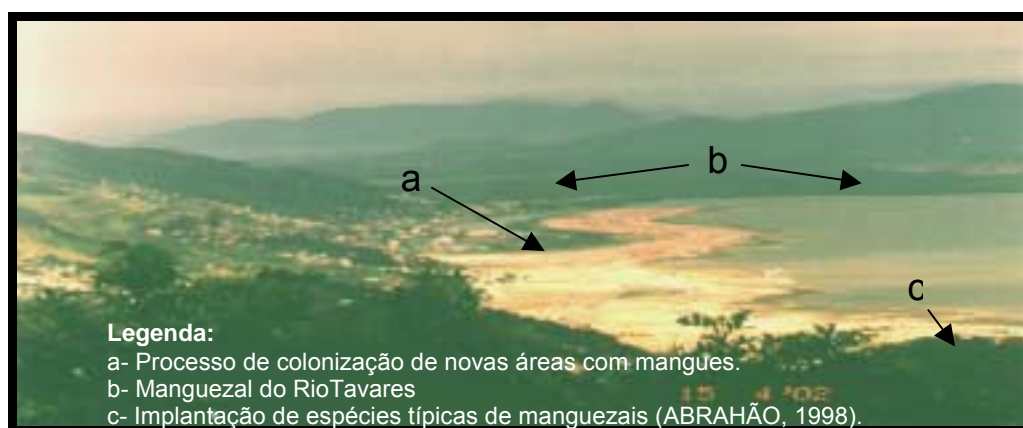 b
a
c
Legenda:
a- Processo de colonização de novas áreas com mangues.
b- Manguezal do RioTavares
15 4 '02
c- Implantação de espécies típicas de manguezais (ABRAHÃO, 1998).